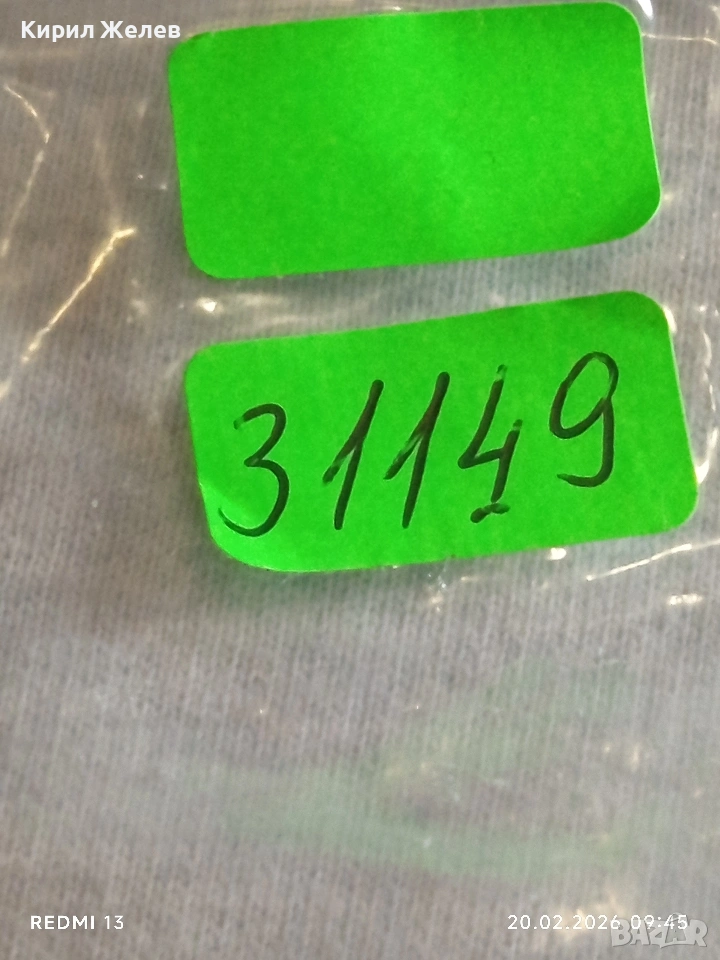 Кирил Желев
31149
REDMI 13
20.02.2026 09:45
BAZAR